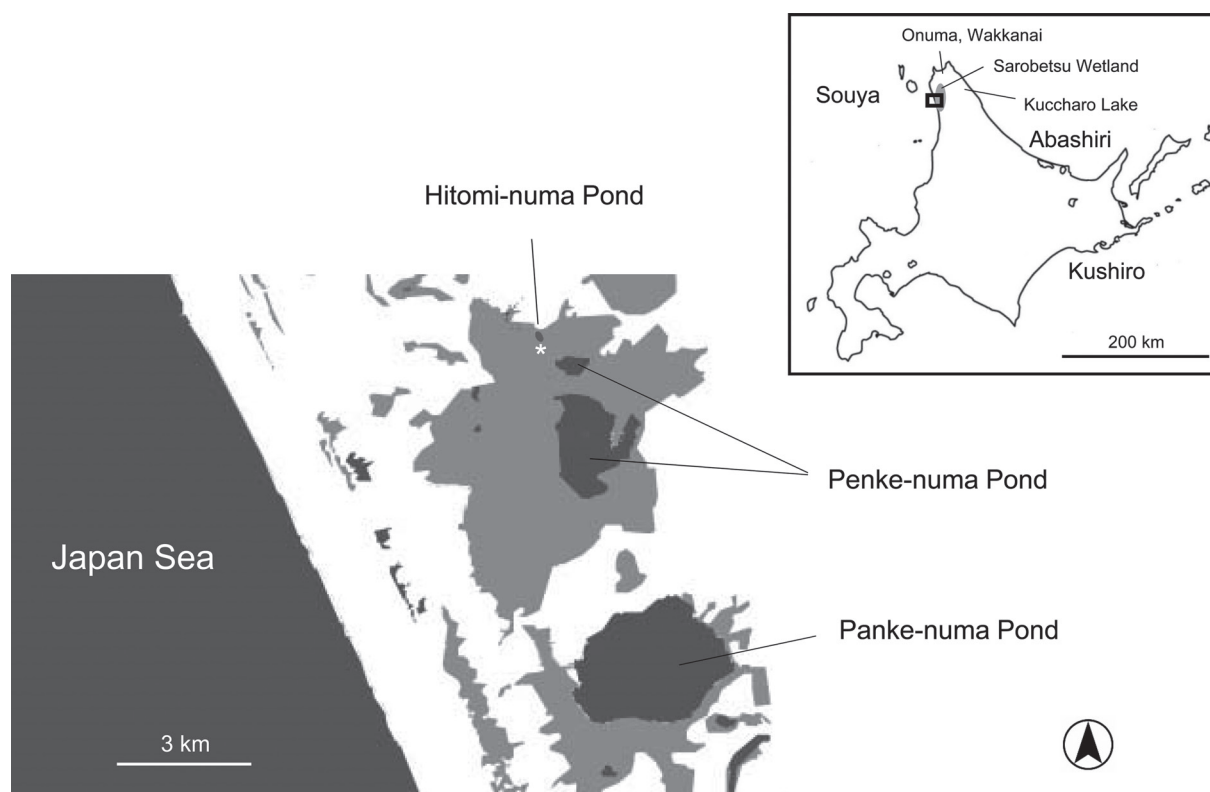 Onuma, Wakkanai
Sarobetsu Wetland
Souya
Kuccharo Lake
Abashiri
Kushiro
200 km
Hitomi-numa Pond
*
Penke-numa Pond
Japan Sea
Panke-numa Pond
3 km